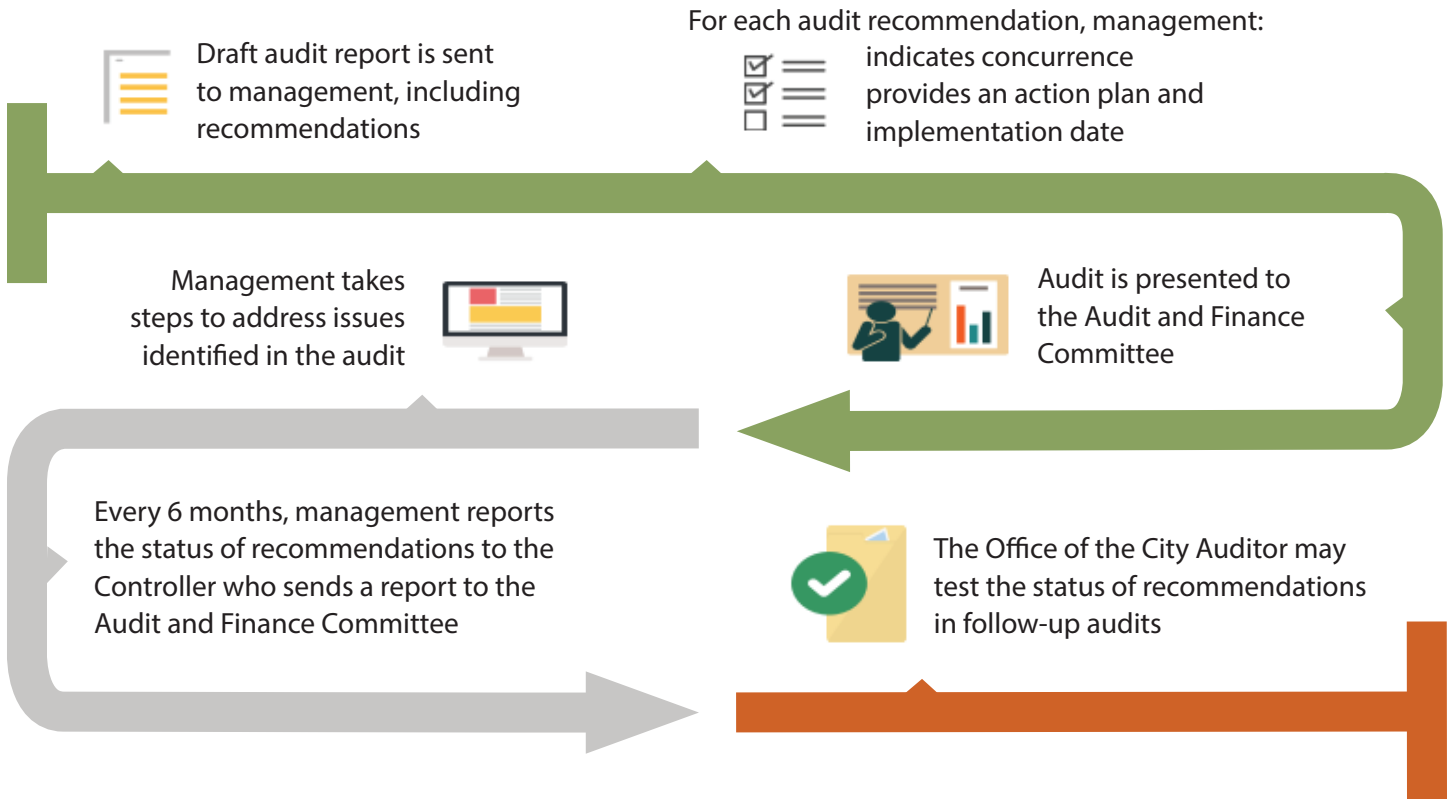 Draft audit report is sent
to management, including
recommendations
For each audit recommendation, management:
indicates concurrence
provides an action plan and
implementation date
Audit is presented to
the Audit and Finance
Committee
Management takes
steps to address issues
identified in the audit
Every 6 months, management reports
the status of recommendations to the
Controller who sends a report to the
Audit and Finance Committee
The Office of the City Auditor may
test the status of recommendations
in follow-up audits